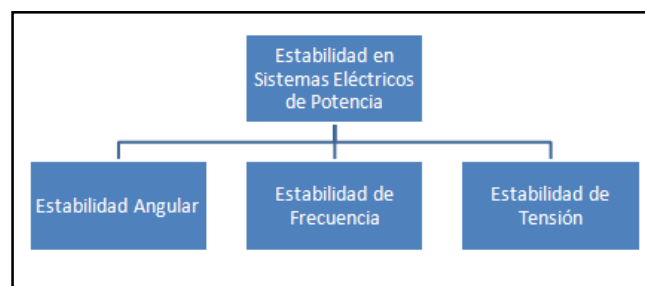 Estabilidad en
Sistemas Eléctricos
de Potencia
Estabilidad Angular
Estabilidad de
Frecuencia
Estabilidad de
Tensión